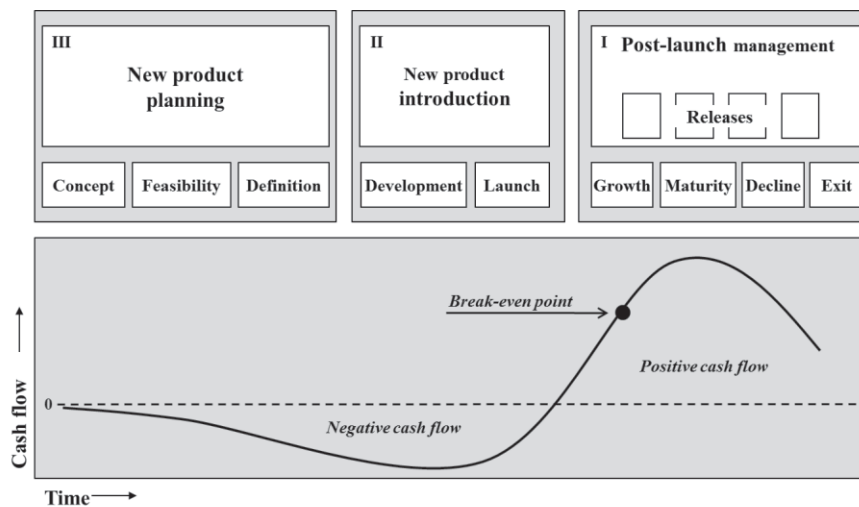 III
New product
planning
Concept
Feasibility
Definition
II
New product
introduction
Development
Launch
I
Post-launch management
Releases
Growth
Maturity
Decline
Exit
Cash flow
Break-even point
Positive cash flow
0
Negative cash flow
Time